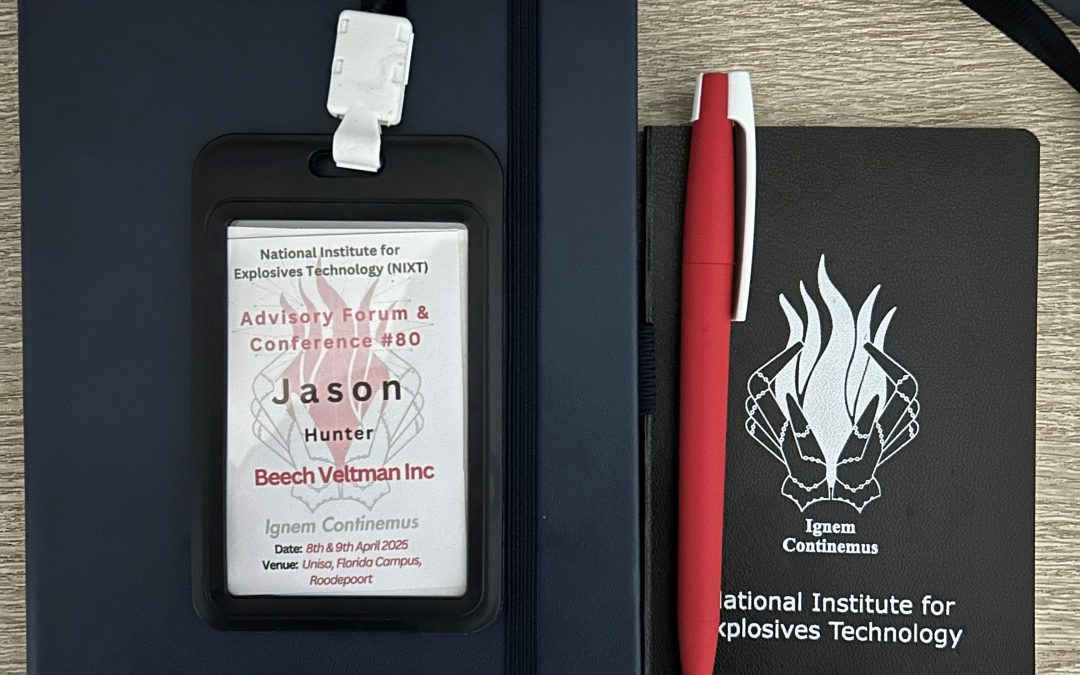 National Institute for
Explosives Technology (NIXT)
Advisory Forum &
Conference #80
Jason
Hunter
Beech Veltman Inc
Ignem Continemus
Date: 8th & 9th April 2025
Venue: Unisa, Florida Campus,
Roodepoort
Ignem
Continemus
ational Institute for
xplosives Technology